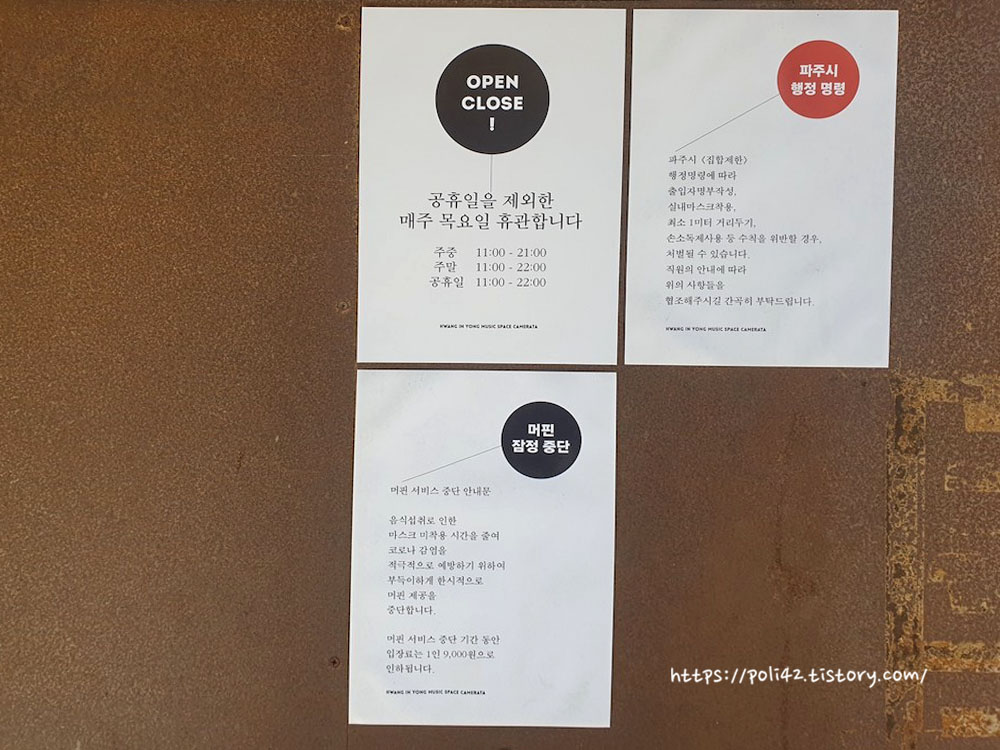 OPEN
CLOSE
!
공휴일을 제외한
매주 목요일 휴관합니다
주중 11:00 - 21:00
주말 11:00 - 22:00
공휴일 11:00 - 22:00
HWANG IN YONG MUSIC SPACE CAMERATA
파주시
행정 명령
파주시 <집합제한>
행정명령에 따라
출입자명부작성,
실내마스크착용,
최소 1미터 거리두기,
손소독제사용 등 수칙을 위반할 경우,
처벌될 수 있습니다.
직원의 안내에 따라
위의 사항들을
협조해주시길 간곡히 부탁드립니다.
HWANG IN YONG MUSIC SPACE CAMERATA
머핀
잠정 중단
머핀 서비스 중단 안내문
음식섭취로 인한
마스크 미착용 시간을 줄여
코로나 감염을
적극적으로 예방하기 위하여
부득이하게 한시적으로
머핀 제공을
중단합니다.
머핀 서비스 중단 기간 동안
입장료는 1인 9,000원으로
인하됩니다.
HWANG IN YONG MUSIC SPACE CAMERATA
https://poli42.tistory.com/